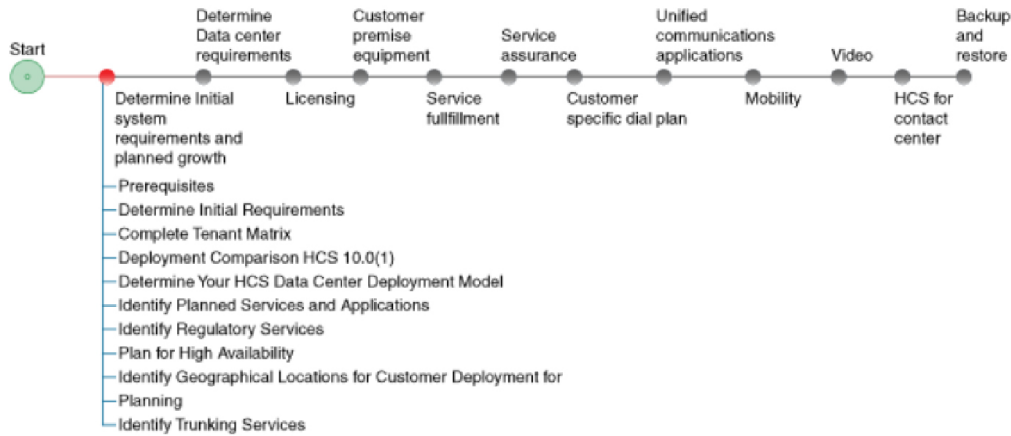 Start
Determine
Data center
requirements
Customer
premise
equipment
Service
assurance
Unified
communications
applications
Video
Backup
and
restore
Determine Initial
system
requirements and
planned growth
Licensing
Service
fullfillment
Customer
specific dial plan
Mobility
HCS for
contact
center
Prerequisites
Determine Initial Requirements
Complete Tenant Matrix
Deployment Comparison HCS 10.0(1)
Determine Your HCS Data Center Deployment Model
Identify Planned Services and Applications
Identify Regulatory Services
Plan for High Availability
Identify Geographical Locations for Customer Deployment for
Planning
Identify Trunking Services